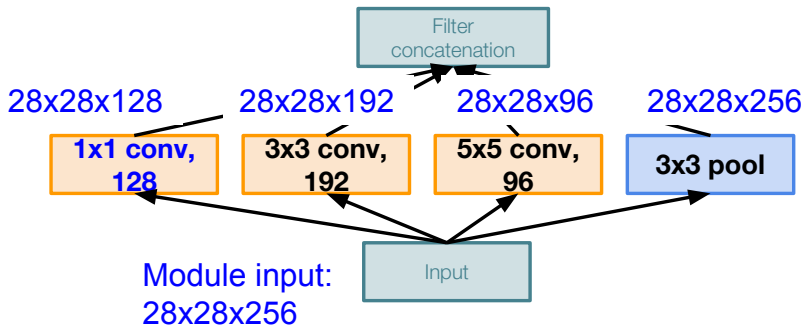 Filter
concatenation
28x28x128 28x28x192 28x28x96 28x28x256
1x1 conv,
128
3x3 conv,
192
5x5 conv,
96
3x3 pool
Input
Module input:
28x28x256